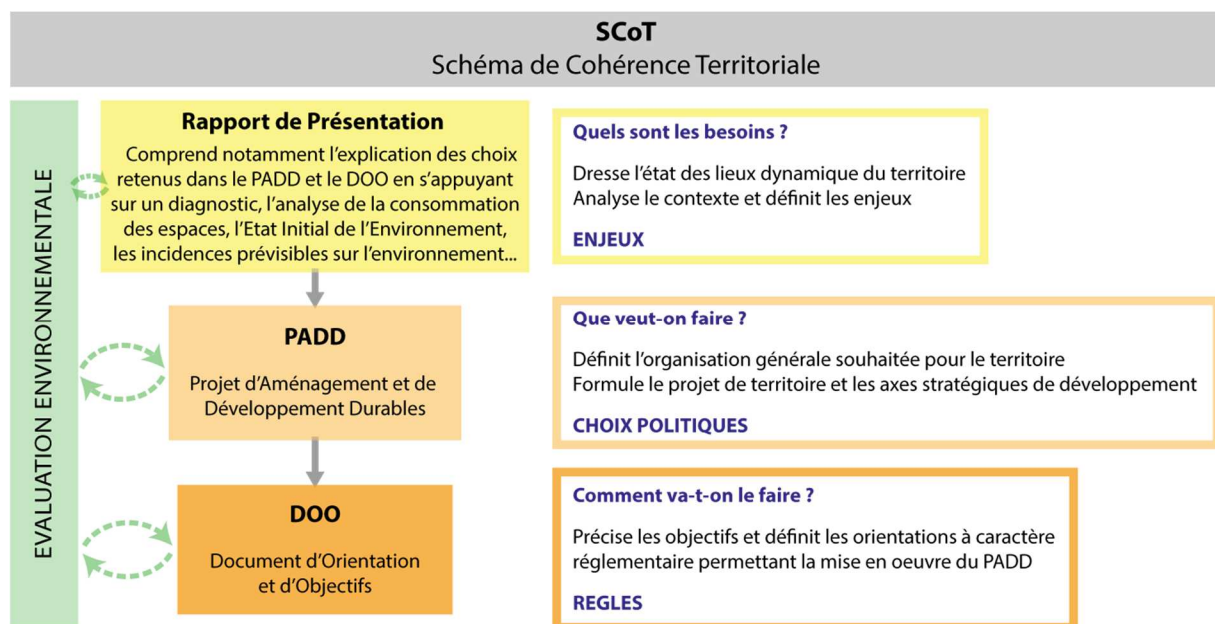 SCoT
Schéma de Cohérence Territoriale
EVALUATION ENVIRONNEMENTALE
Rapport de Présentation
Comprend notamment l'explication des choix
retenus dans le PADD et le DOO en s'appuyant
sur un diagnostic, l'analyse de la consommation
des espaces, l'Etat Initial de l'Environnement,
les incidences prévisibles sur l'environnement...
Quels sont les besoins ?
Dresse l'état des lieux dynamique du territoire
Analyse le contexte et définit les enjeux
ENJEUX
PADD
Projet d'Aménagement et de
Développement Durables
Que veut-on faire ?
Définit l'organisation générale souhaitée pour le territoire
Formule le projet de territoire et les axes stratégiques de développement
CHOIX POLITIQUES
DOO
Document d'Orientation
et d'Objectifs
Comment va-t-on le faire ?
Précise les objectifs et définit les orientations à caractère
réglementaire permettant la mise en oeuvre du PADD
REGLES